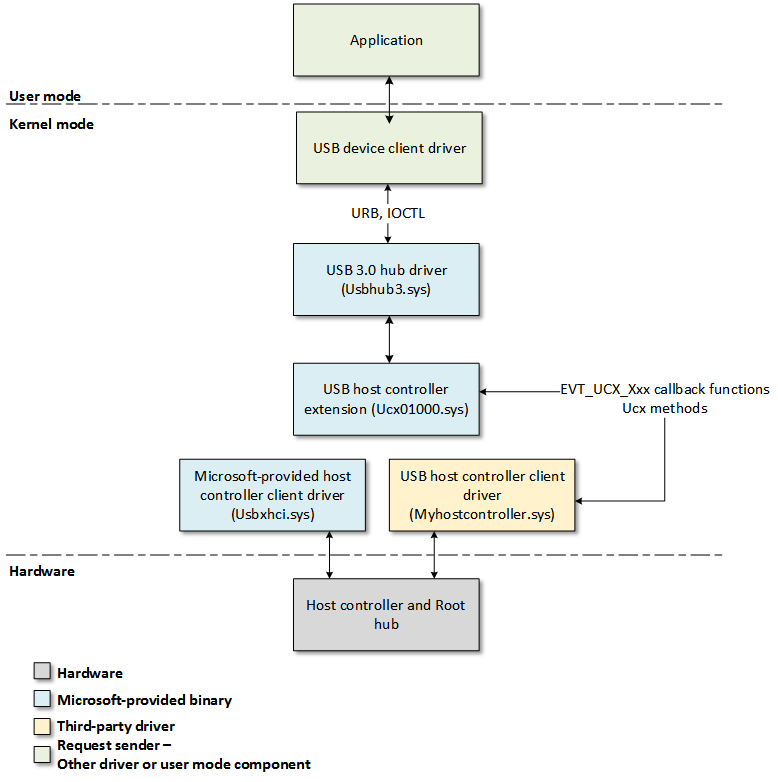 Application
User mode
Kernel mode
USB device client driver
URB, IOCTL
USB 3.0 hub driver
(Usbhub3.sys)
USB host controller
extension (Ucx01000.sys)
EVT_UCX_Xxx callback functions
Ucx methods
Microsoft-provided host
controller client driver
(Usbxhci.sys)
USB host controller client
driver
(Myhostcontroller.sys)
Hardware
Host controller and Root
hub
Hardware
Microsoft-provided binary
Third-party driver
Request sender –
Other driver or user mode component